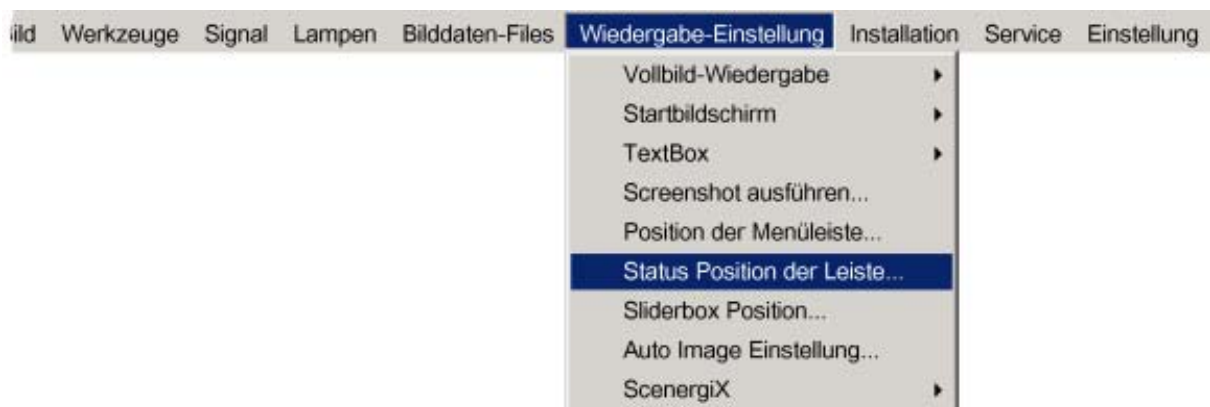 ild Werkzeuge Signal Lampen Bilddaten-Files Wiedergabe-Einstellung Installation Service Einstellung
Vollbild-Wiedergabe
Startbildschirm
TextBox
Screenshot ausführen...
Position der Menüleiste...
Status Position der Leiste...
Sliderbox Position...
Auto Image Einstellung...
ScenergiX